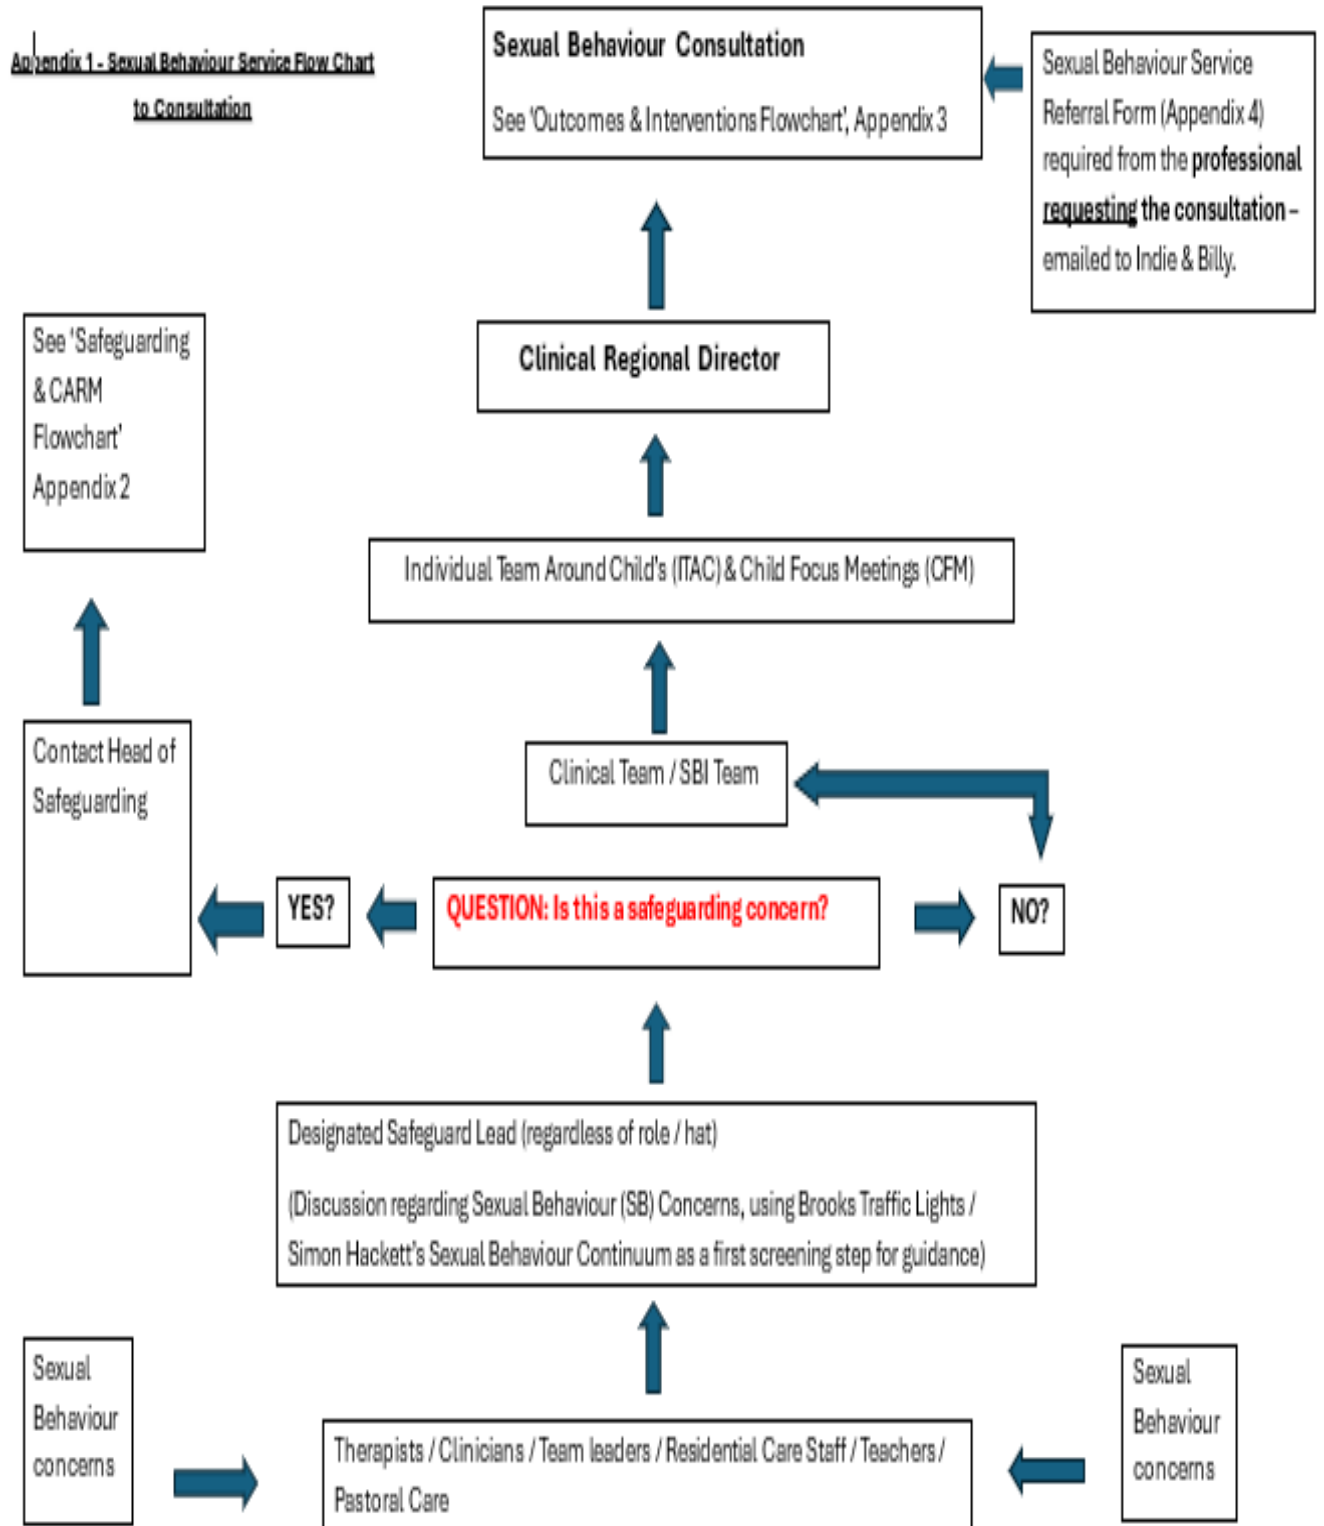 Appendix 1 - Sexual Behaviour Service Flow Chart
to Consultation
Sexual Behaviour Consultation
See 'Outcomes & Interventions Flowchart', Appendix 3
Sexual Behaviour Service
Referral Form (Appendix 4)
required from the professional
requesting the consultation –
emailed to Indie & Billy.
See 'Safeguarding
& CARM
Flowchart'
Appendix 2
Clinical Regional Director
Individual Team Around Child's (ITAC) & Child Focus Meetings (CFM)
Contact Head of
Safeguarding
Clinical Team / SBI Team
YES?
QUESTION: Is this a safeguarding concern?
NO?
Designated Safeguard Lead (regardless of role / hat)
(Discussion regarding Sexual Behaviour (SB) Concerns, using Brooks Traffic Lights /
Simon Hackett's Sexual Behaviour Continuum as a first screening step for guidance)
Sexual
Behaviour
concerns
Therapists / Clinicians / Team leaders / Residential Care Staff / Teachers /
Pastoral Care
Sexual
Behaviour
concerns